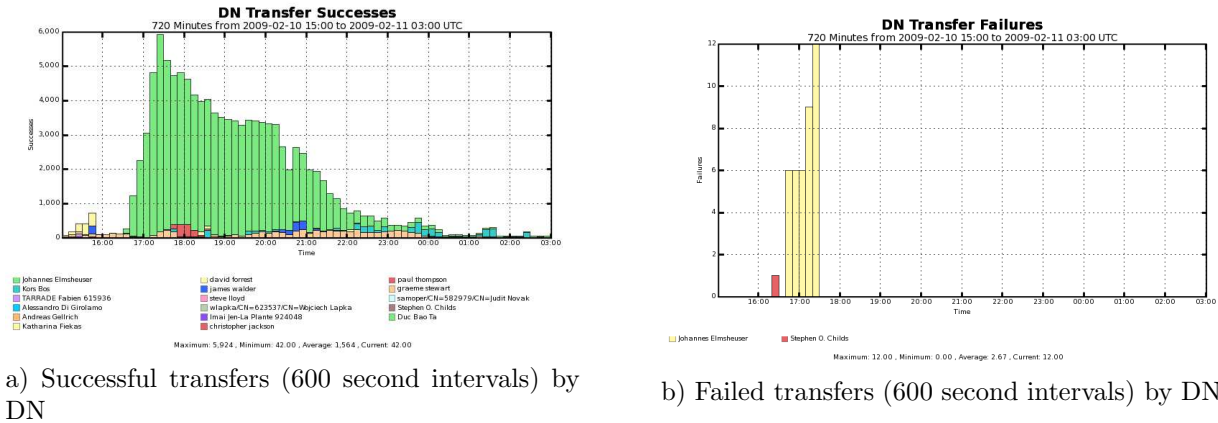 DN Transfer Successes
720 Minutes from 2009-02-10 15:00 to 2009-02-11 03:00 UTC
6,000
5,000
4,000
3,000
2,000
1,000
0
Successes
16:00 17:00 18:00 19:00 20:00 21:00 22:00 23:00 00:00 01:00 02:00 03:00
Time
Johannes Elmsheuser
Kors Bos
TARRADE Fabien 615936
Alessandro Di Girolamo
Andreas Gellrich
Katharina Fiekas
david forrest
james walder
steve lloyd
wlapka/CN=623537/CN=Wojciech Lapka
Imai Jen-La Plante 924048
christopher jackson
paul thompson
graeme stewart
samoper/CN=582979/CN=Judit Novak
Stephen O. Childs
Duc Bao Ta
Maximum: 5,924 , Minimum: 42.00 , Average: 1,564 , Current: 42.00
a) Successful transfers (600 second intervals) by
DN
DN Transfer Failures
720 Minutes from 2009-02-10 15:00 to 2009-02-11 03:00 UTC
12
10
8
6
4
2
0
Failures
16:00 17:00 18:00 19:00 20:00 21:00 22:00 23:00 00:00 01:00 02:00 03:00
Time
Johannes Elmsheuser
Stephen O. Childs
Maximum: 12.00 , Minimum: 0.00 , Average: 2.67 , Current: 12.00
b) Failed transfers (600 second intervals) by DN